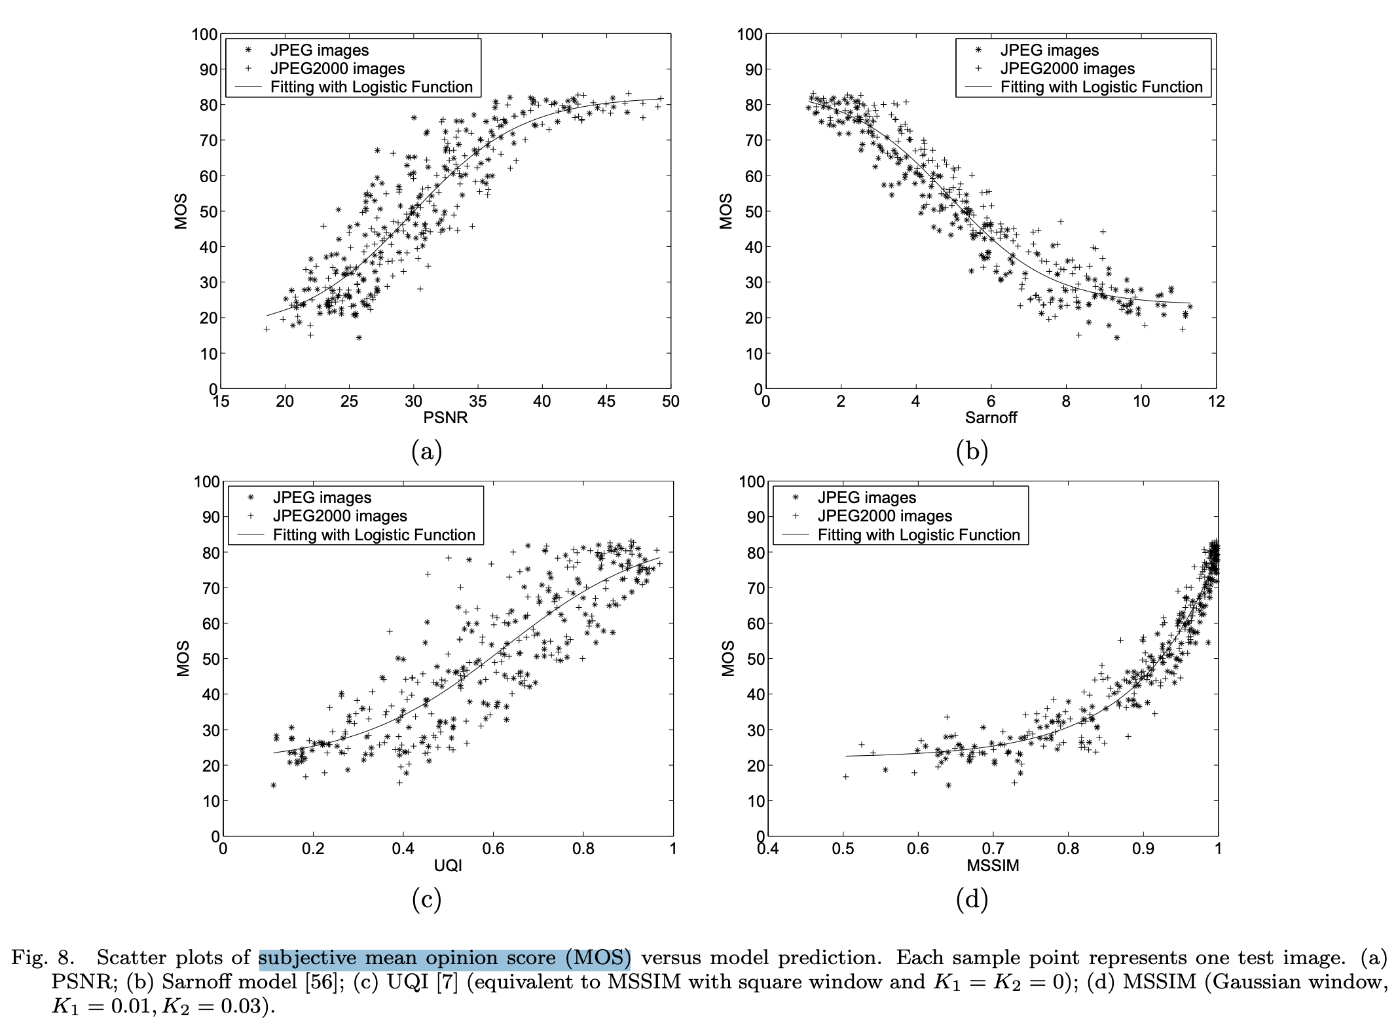 100
90
80
70
60
50
40
30
20
10
0
MOS
JPEG images
JPEG2000 images
Fitting with Logistic Function
15 20 25 30 35 40 45 50
PSNR
(a)
100
90
80
70
60
50
40
30
20
10
0
MOS
JPEG images
JPEG2000 images
Fitting with Logistic Function
0 2 4 6 8 10 12
Sarnoff
(b)
100
90
80
70
60
50
40
30
20
10
0
MOS
JPEG images
JPEG2000 images
Fitting with Logistic Function
0 0.2 0.4 0.6 0.8 1
UQI
(c)
100
90
80
70
60
50
40
30
20
10
0
MOS
JPEG images
JPEG2000 images
Fitting with Logistic Function
0.4 0.5 0.6 0.7 0.8 0.9 1
MSSIM
(d)
Fig. 8. Scatter plots of subjective mean opinion score (MOS) versus model prediction. Each sample point represents one test image. (a)
PSNR; (b) Sarnoff model [56]; (c) UQI [7] (equivalent to MSSIM with square window and K₁ = K₂ = 0); (d) MSSIM (Gaussian window,
K₁ = 0.01, K₂ = 0.03).